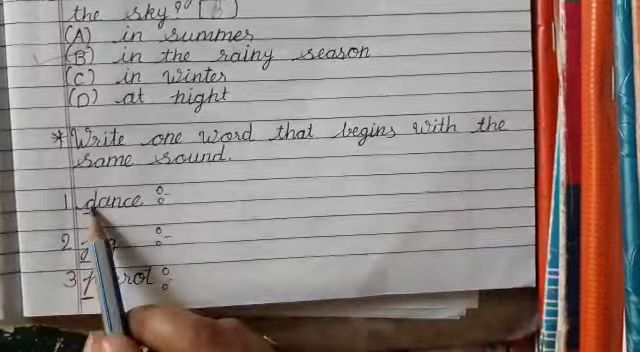 the sky?" [B]
(A) in summer
(B) in the rainy season
(C) in winter
(D) at night
* Write one word that begins with the
same sound.
1 dance :-
2 :-
3 :-